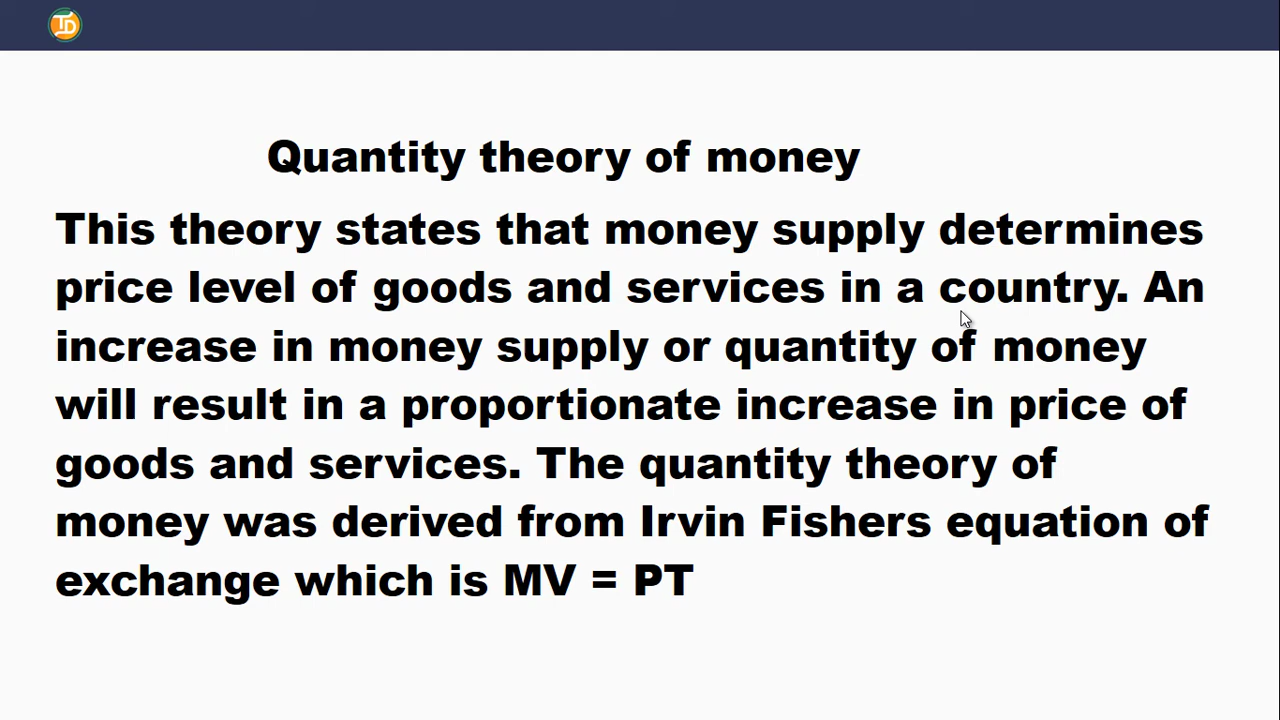 TD
Quantity theory of money
This theory states that money supply determines
price level of goods and services in a country. An
increase in money supply or quantity of money
will result in a proportionate increase in price of
goods and services. The quantity theory of
money was derived from Irvin Fishers equation of
exchange which is MV = PT